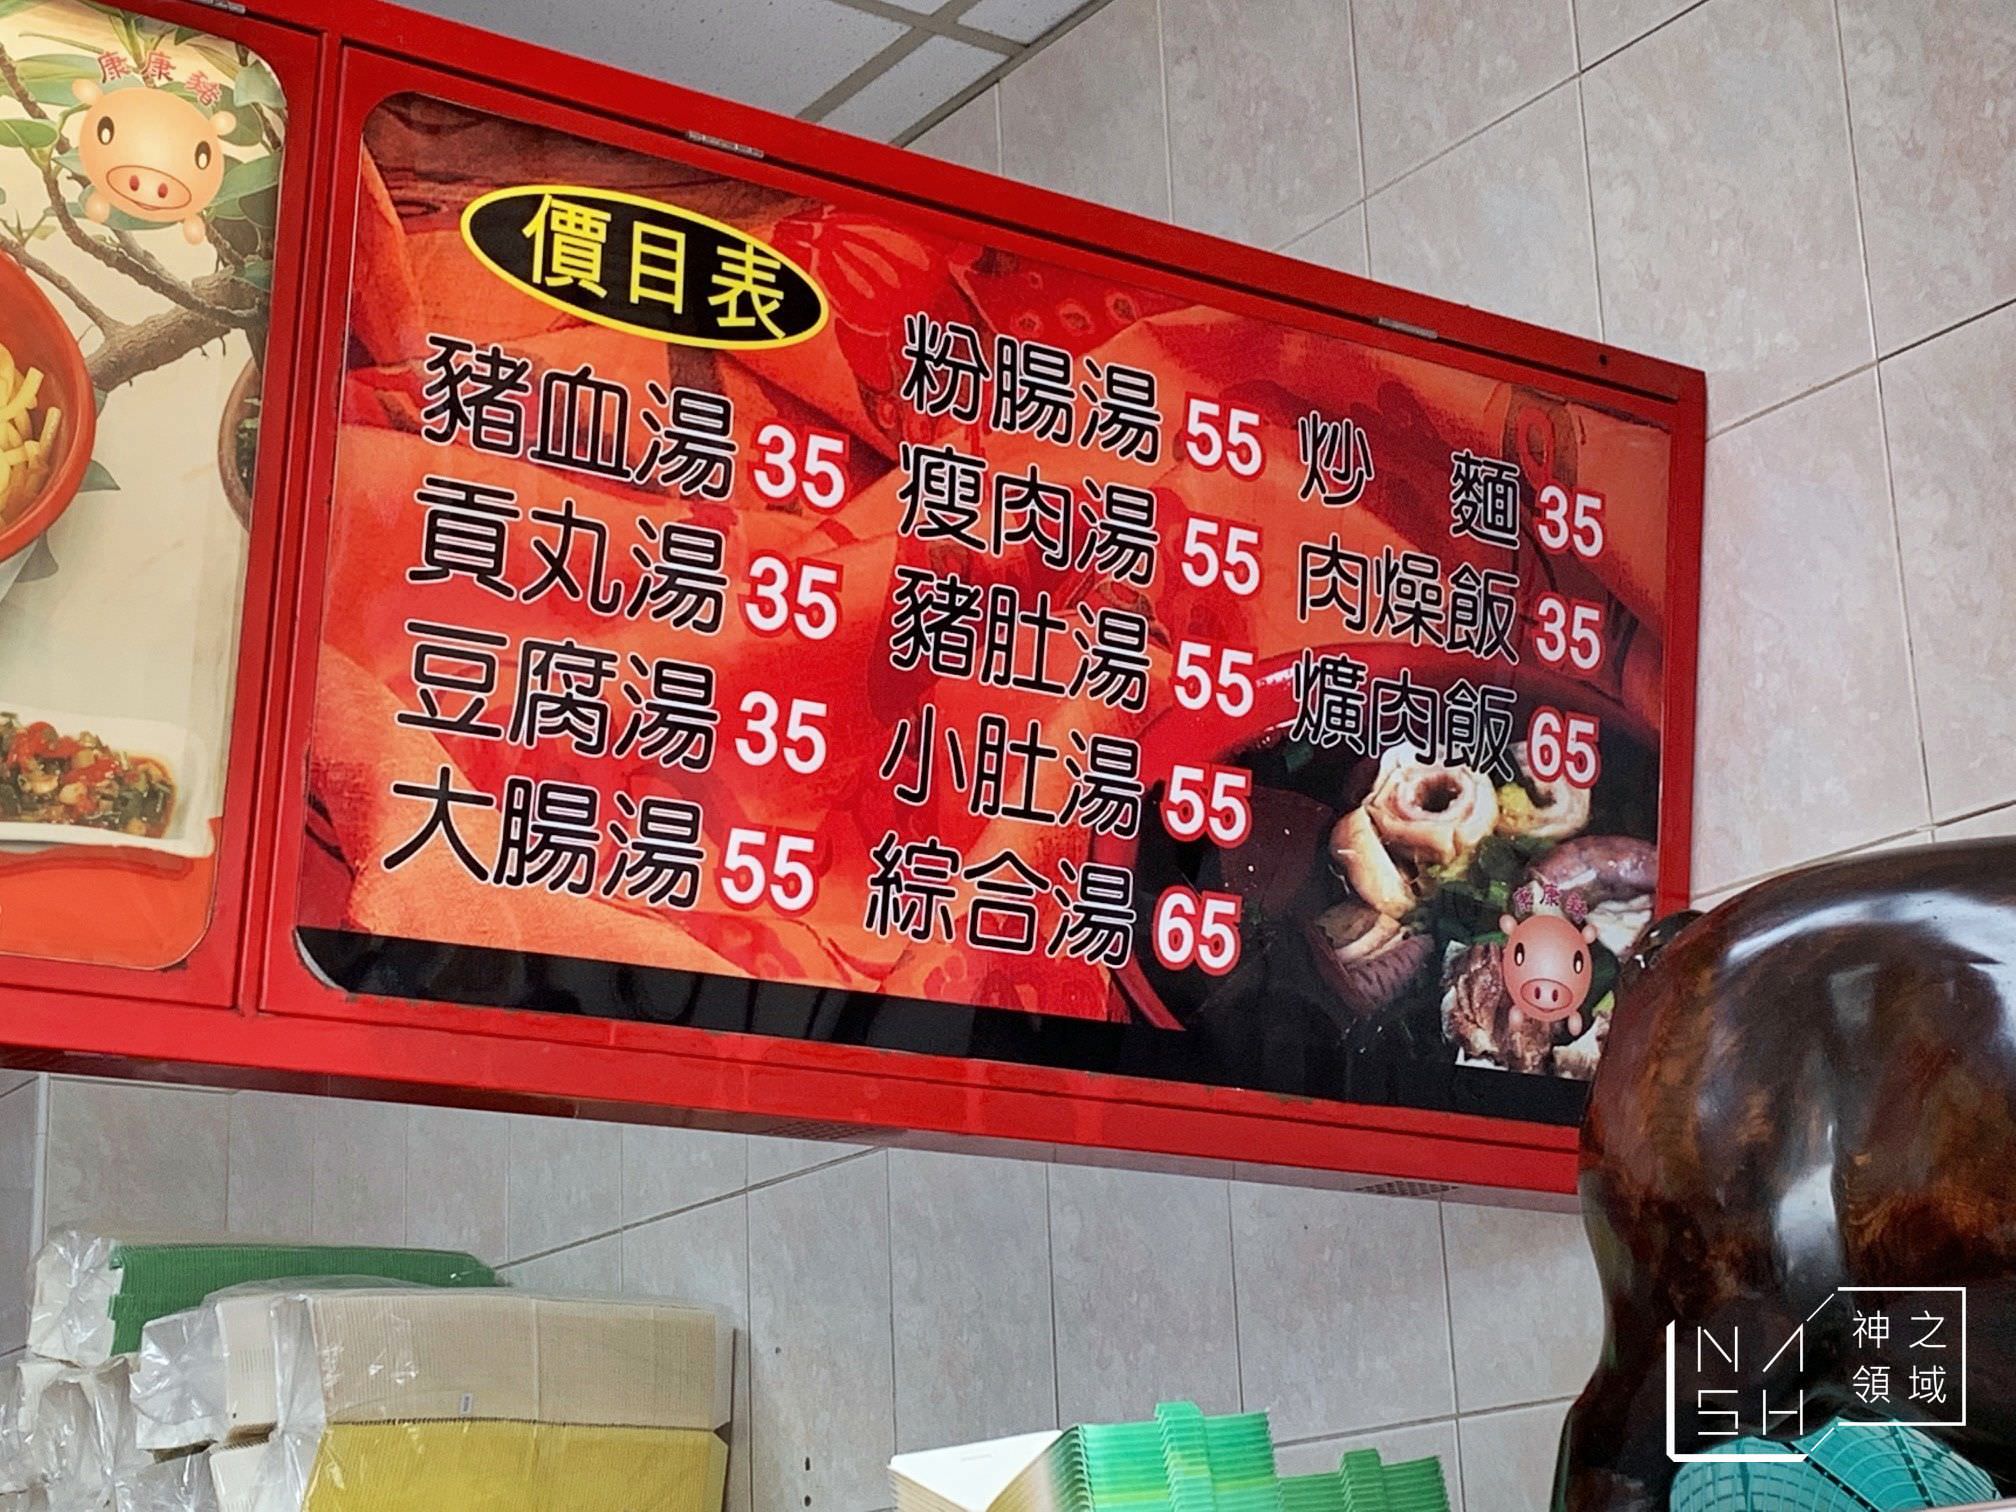 康康豬
價目表
豬血湯 35
貢丸湯 35
豆腐湯 35
大腸湯 55
粉腸湯 55
瘦肉湯 55
豬肚湯 55
小肚湯 55
綜合湯 65
炒 麵 35
肉燥飯 35
爌肉飯 65
康康豬
NASH
神之領域